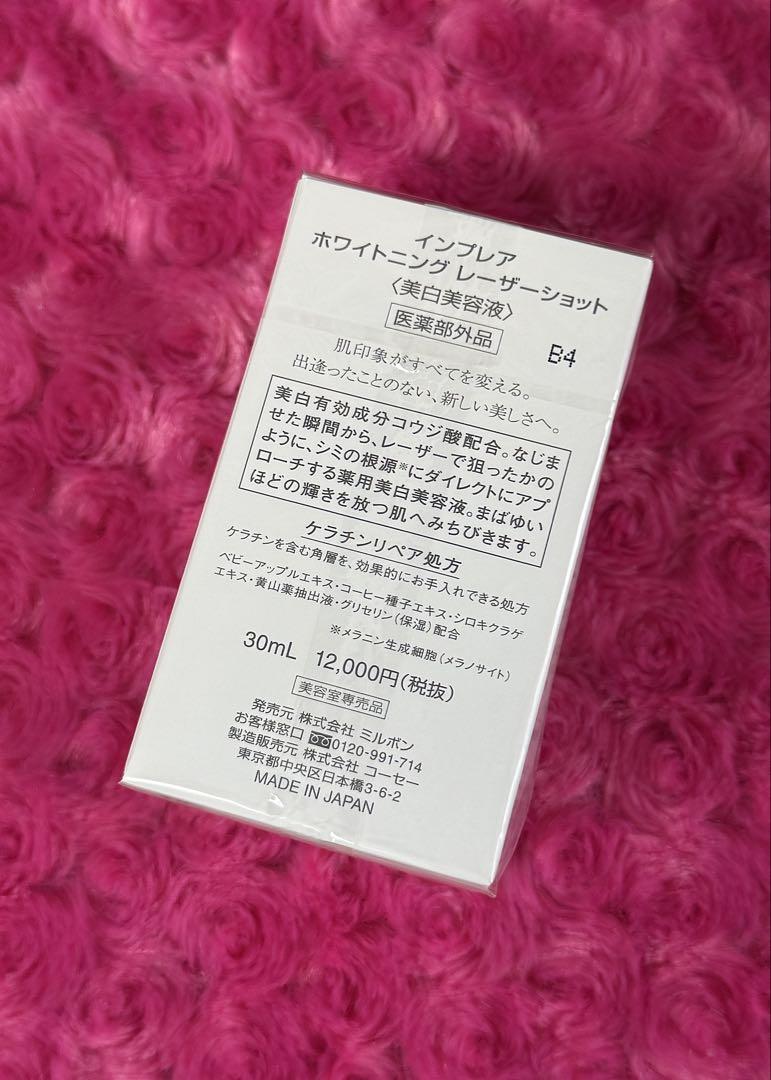 インプレア
ホワイトニング レーザーショット
〈美白美容液〉
医薬部外品
B4
肌印象がすべてを変える。
出逢ったことのない、新しい美しさへ。
美白有効成分コウジ酸配合。なじま
せた瞬間から、レーザーで狙ったかの
ように、シミの根源※にダイレクトにアプ
ローチする薬用美白美容液。まばゆい
ほどの輝きを放つ肌へみちびきます。
ケラチンリペア処方
ケラチンを含む角層を、効果的にお手入れできる処方
ベビーアップルエキス・コーヒー種子エキス・シロキクラゲ
エキス・黄山薬抽出液・グリセリン（保湿）配合
※メラニン生成細胞（メラノサイト）
30mL 12,000円（税抜）
美容室専売品
発売元 株式会社 ミルボン
お客様窓口 0120-991-714
製造販売元 株式会社 コーセー
東京都中央区日本橋3-6-2
MADE IN JAPAN